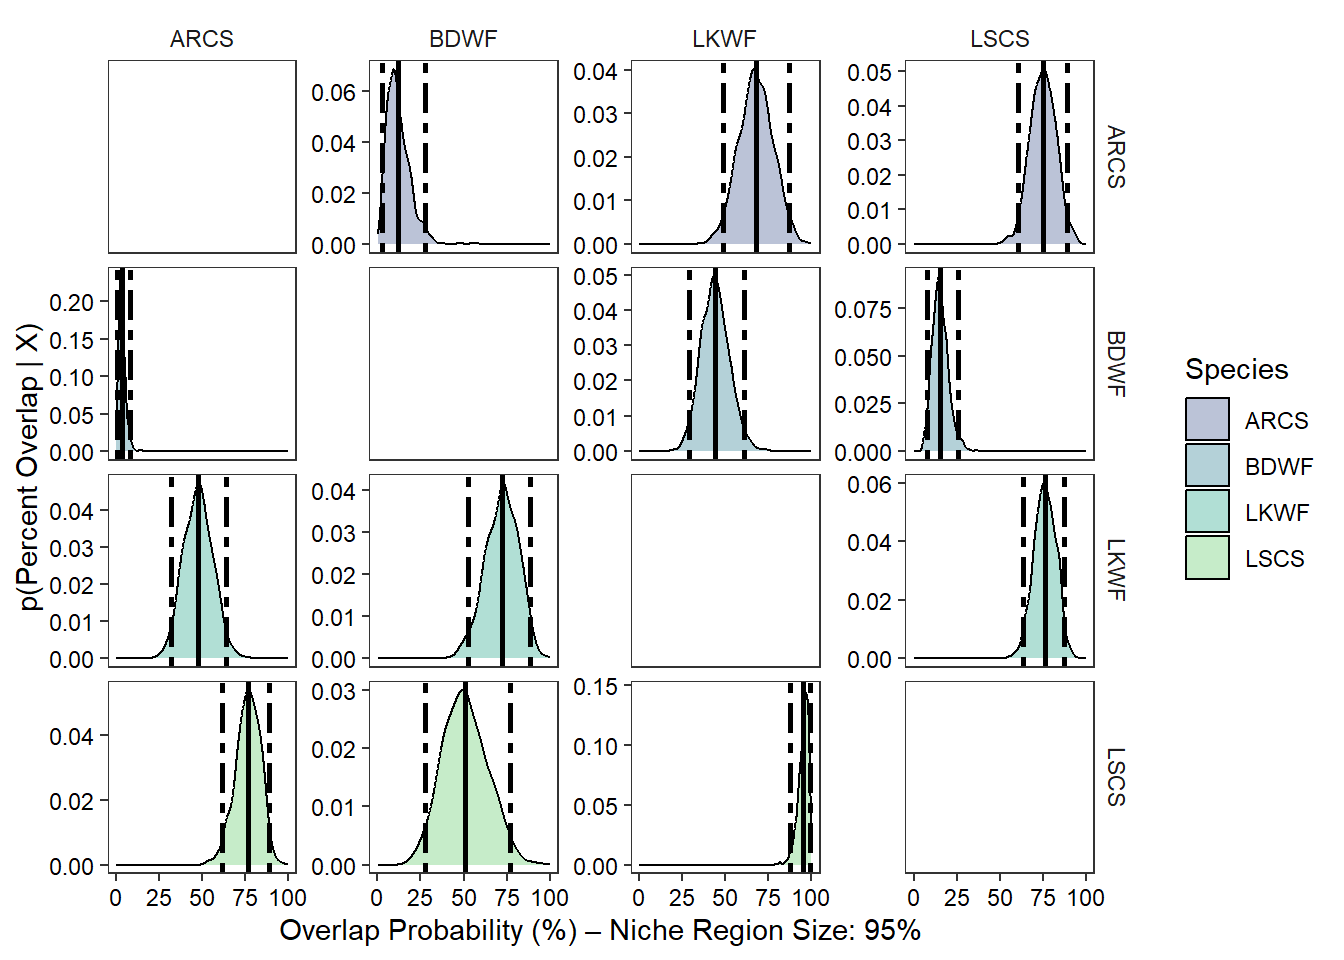 ARCS BDWF LKWF LSCS
0.06 0.04 0.02 0.00
0.04 0.03 0.02 0.01 0.00
0.05 0.04 0.03 0.02 0.01 0.00
ARCS
0.20 0.15 0.10 0.05 0.00
0.05 0.04 0.03 0.02 0.01 0.00
0.075 0.050 0.025 0.000
BDWF
0.04 0.03 0.02 0.01 0.00
0.04 0.03 0.02 0.01 0.00
0.06 0.04 0.02 0.00
LKWF
0.04 0.02 0.00
0.03 0.02 0.01 0.00
0.15 0.10 0.05 0.00
LSCS
0 25 50 75 100 0 25 50 75 100 0 25 50 75 100 0 25 50 75 100
Overlap Probability (%) – Niche Region Size: 95%
p(Percent Overlap | X)
Species
ARCS
BDWF
LKWF
LSCS